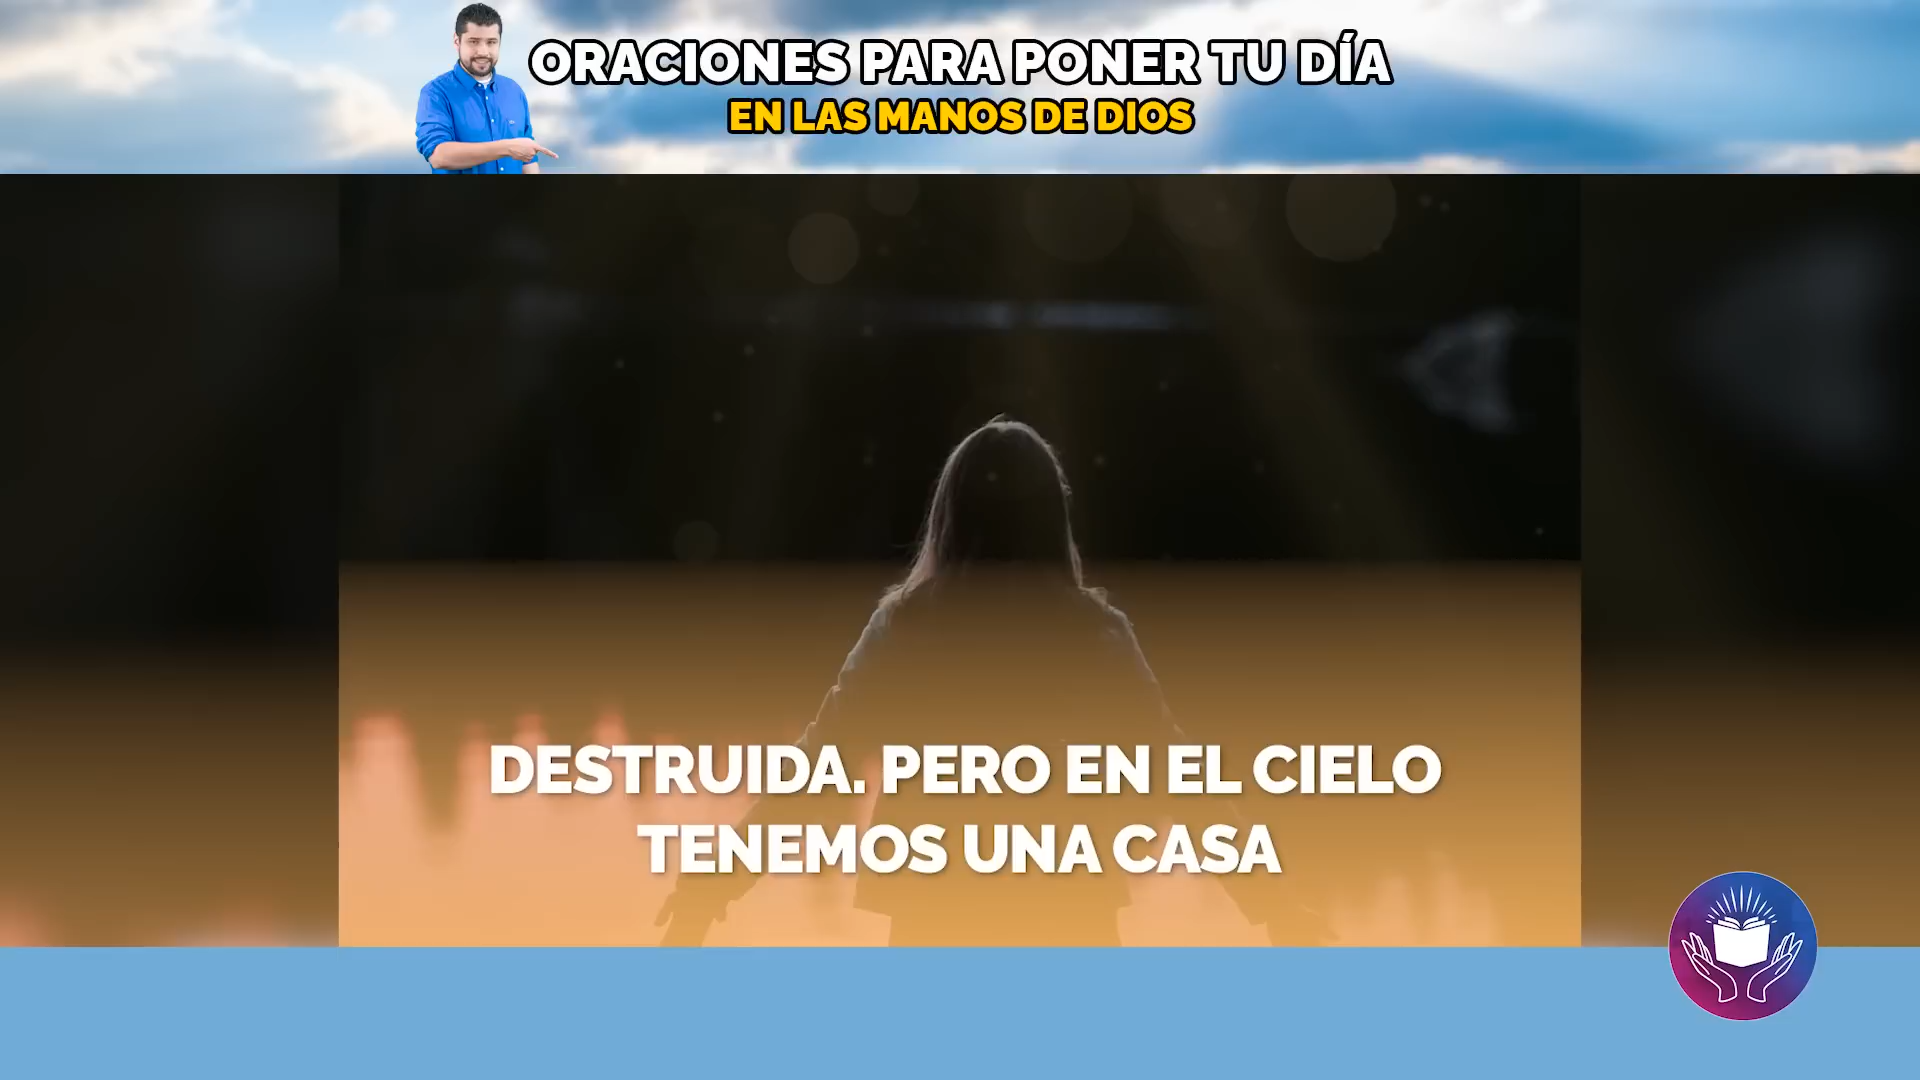 ORACIONES PARA PONER TU DÍA
EN LAS MANOS DE DIOS
DESTRUIDA. PERO EN EL CIELO
TENEMOS UNA CASA